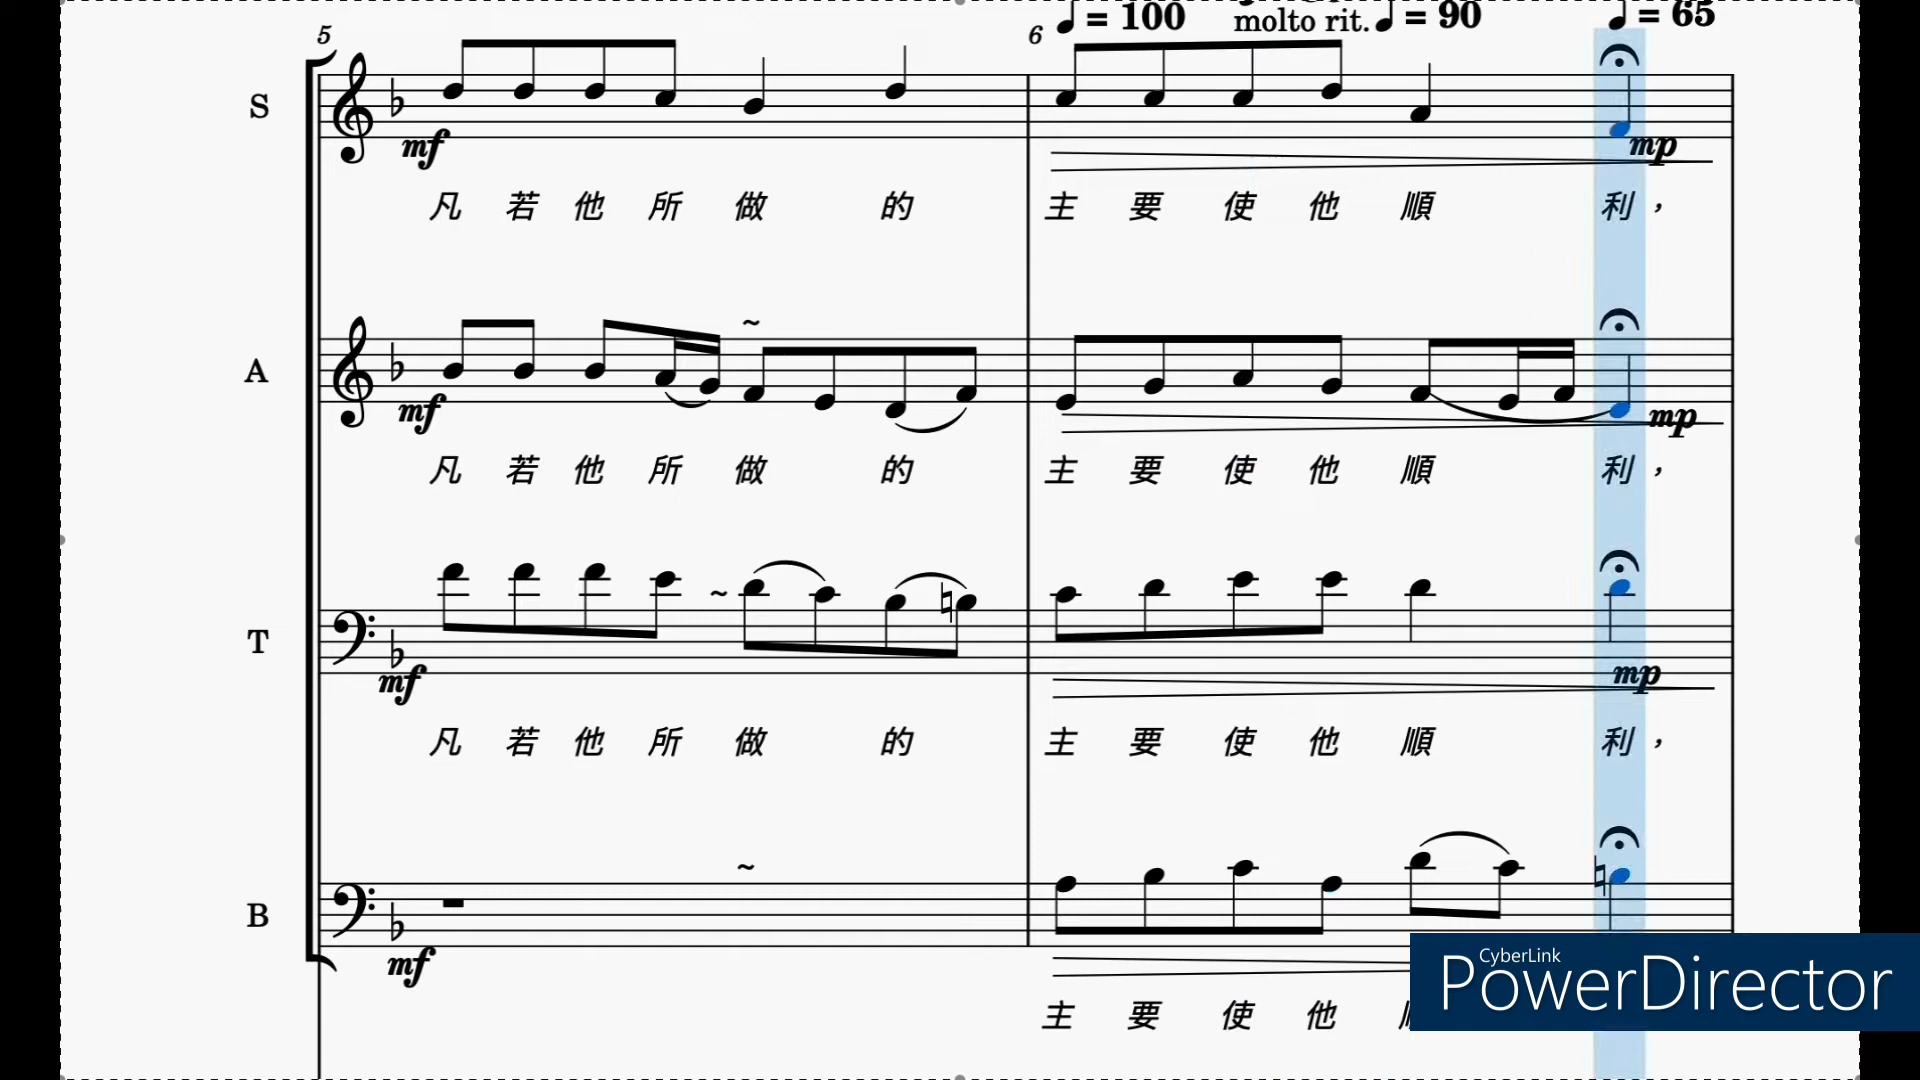 5 6 ♩ = 100 molto rit. ♩ = 90 ♩ = 65
S
mf mp
凡 若 他 所 做 的 主 要 使 他 順 利，
A
mf mp
凡 若 他 所 做 的 主 要 使 他 順 利，
T
mf mp
凡 若 他 所 做 的 主 要 使 他 順 利，
B
mf
主 要 使 他
CyberLink
PowerDirector